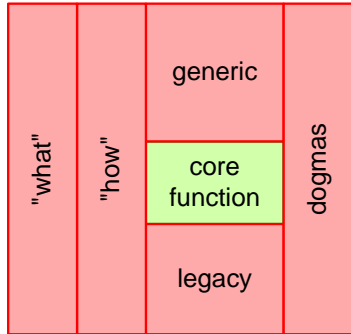 "what"
"how"
generic
core
function
legacy
dogmas